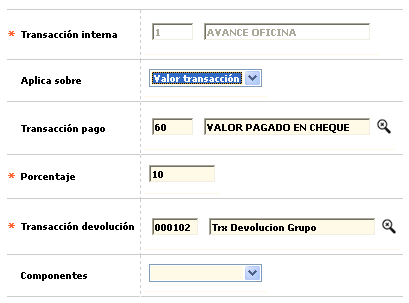 * Transacción interna 1 AVANCE OFICINA
Aplica sobre Valor transacción
Transacción pago 60 VALOR PAGADO EN CHEQUE
* Porcentaje 10
* Transacción devolución 000102 Trx Devolucion Grupo
Componentes